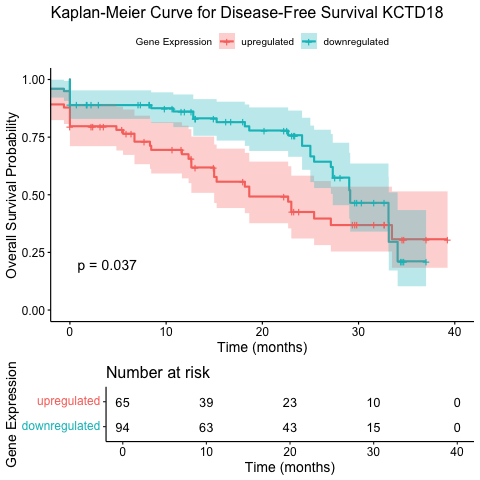 Kaplan-Meier Curve for Disease-Free Survival KCTD18
Gene Expression upregulated downregulated
Overall Survival Probability
1.00
0.75
0.50
0.25
0.00
p = 0.037
0 10 20 30 40
Time (months)
Number at risk
Gene Expression
upregulated 65 39 23 10 0
downregulated 94 63 43 15 0
0 10 20 30 40
Time (months)